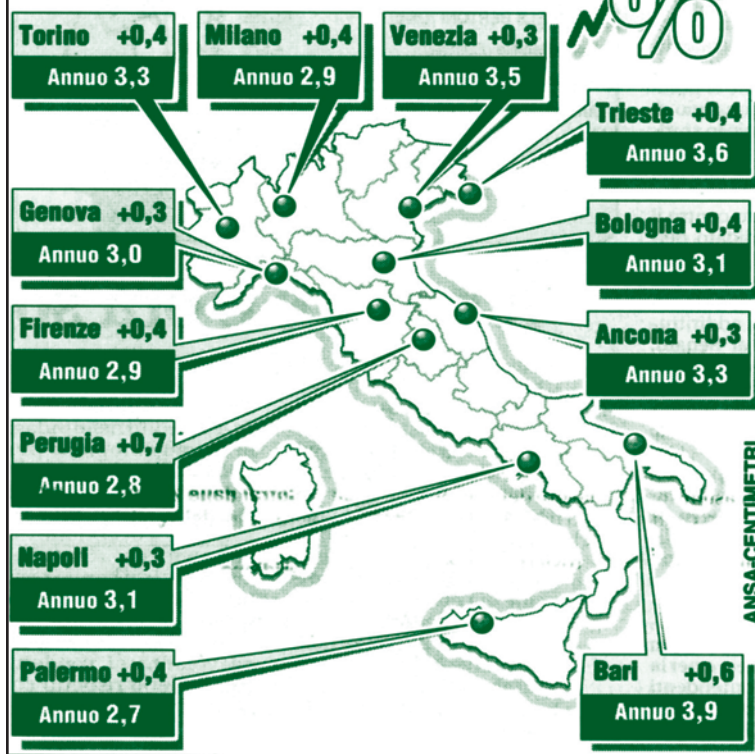 %
Torino +0,4
Annuo 3,3
Milano +0,4
Annuo 2,9
Venezia +0,3
Annuo 3,5
Trieste +0,4
Annuo 3,6
Genova +0,3
Annuo 3,0
Bologna +0,4
Annuo 3,1
Firenze +0,4
Annuo 2,9
Ancona +0,3
Annuo 3,3
Perugia +0,7
Annuo 2,8
Napoli +0,3
Annuo 3,1
Palermo +0,4
Annuo 2,7
Bari +0,6
Annuo 3,9
ANSA-CENTIMETRI